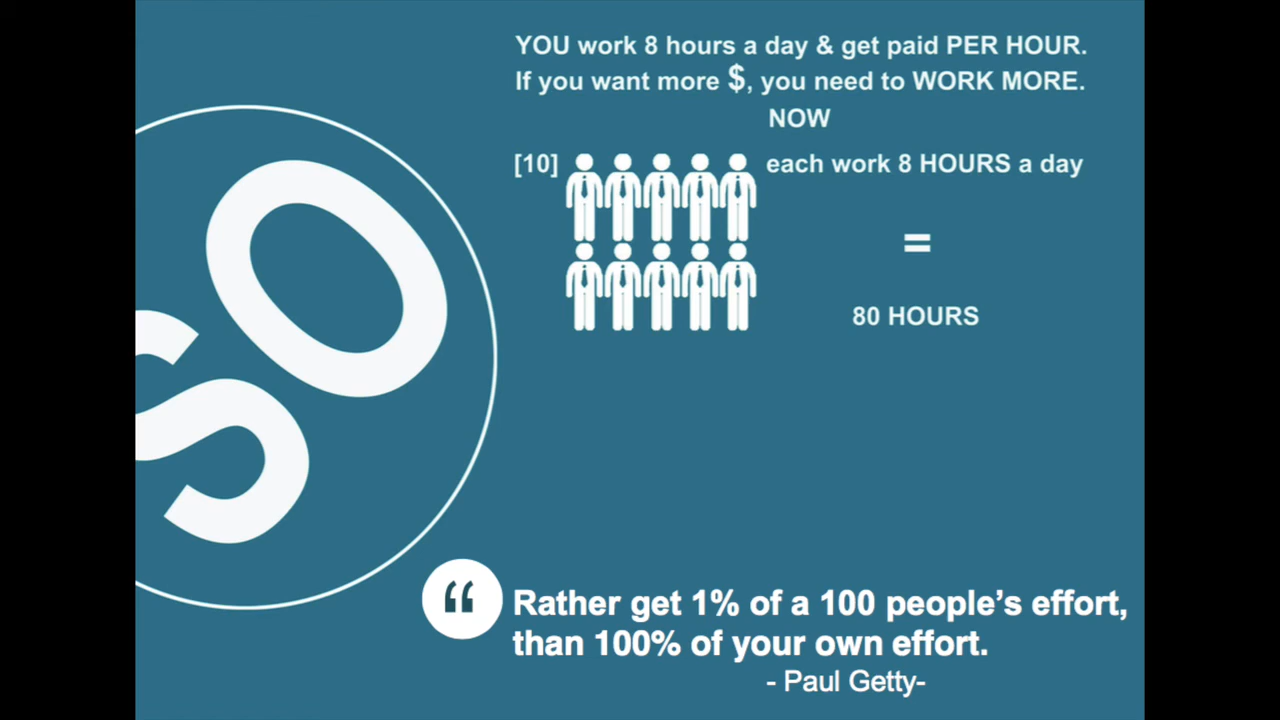 YOU work 8 hours a day & get paid PER HOUR.
If you want more $, you need to WORK MORE.
NOW
[10] each work 8 HOURS a day
=
80 HOURS
SO
“ Rather get 1% of a 100 people’s effort,
than 100% of your own effort.
- Paul Getty-